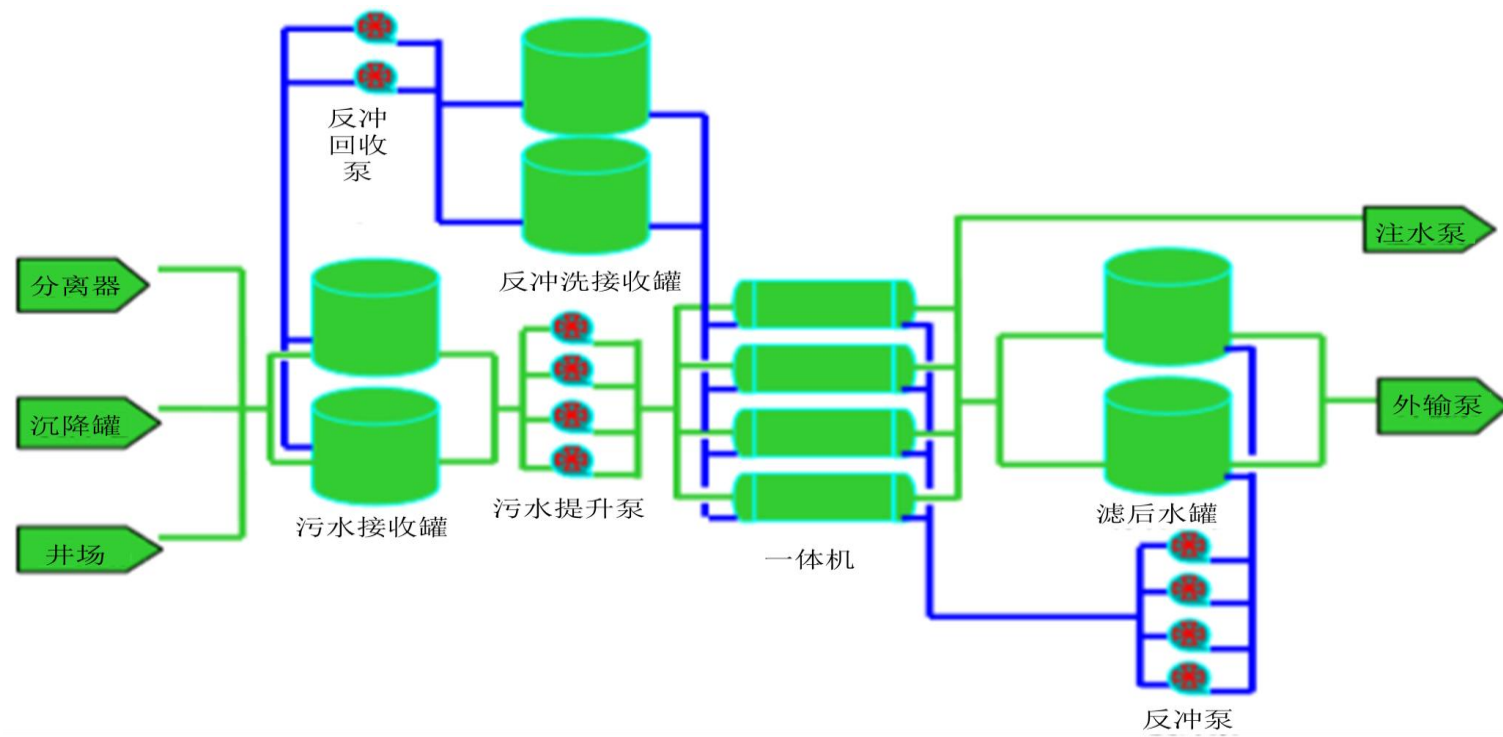 反冲
回收
泵
反冲洗接收罐
注水泵
分离器
沉降罐
外输泵
污水接收罐
污水提升泵
滤后水罐
井场
一体机
反冲泵